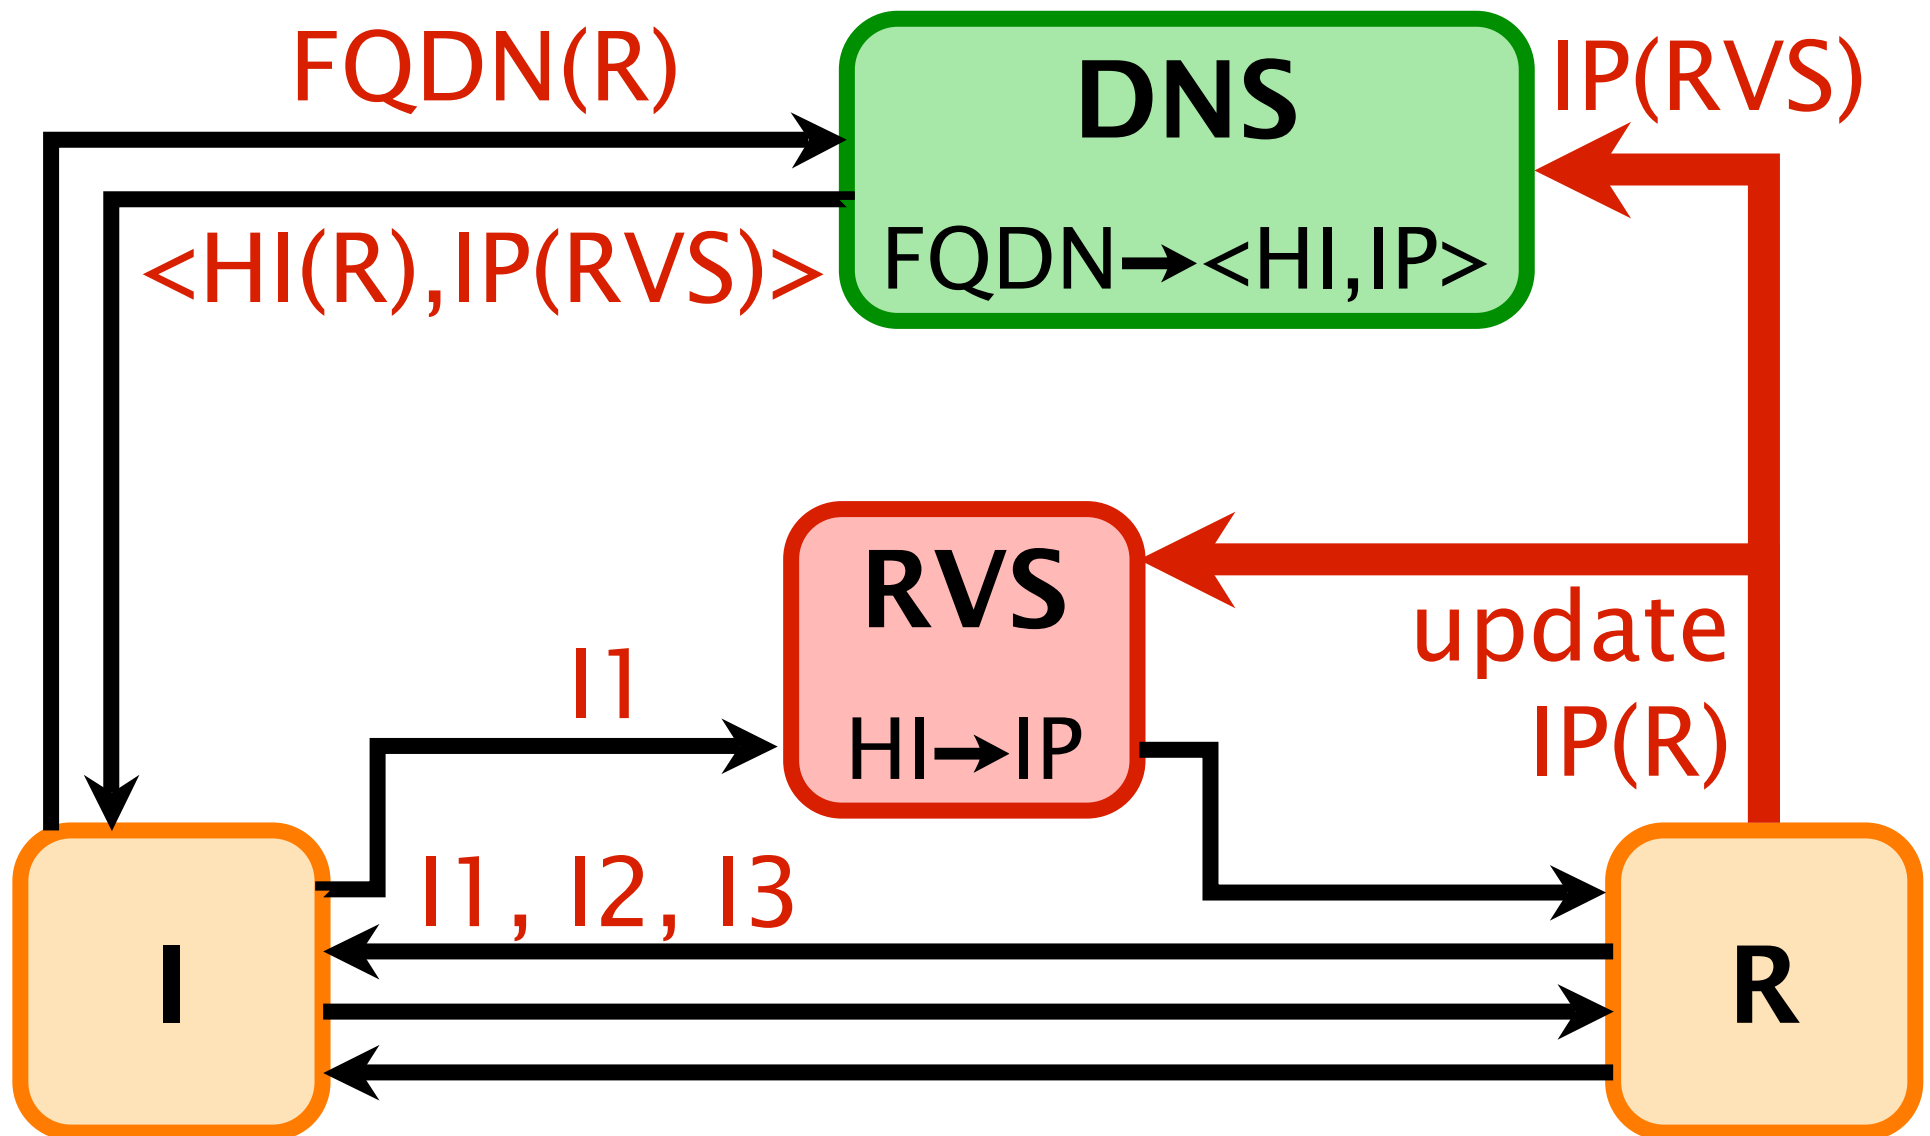 FQDN(R)
DNS
IP(RVS)
<HI(R),IP(RVS)>
FQDN→<HI,IP>
RVS
update
I1
IP(R)
HI→IP
I1, I2, I3
I
R